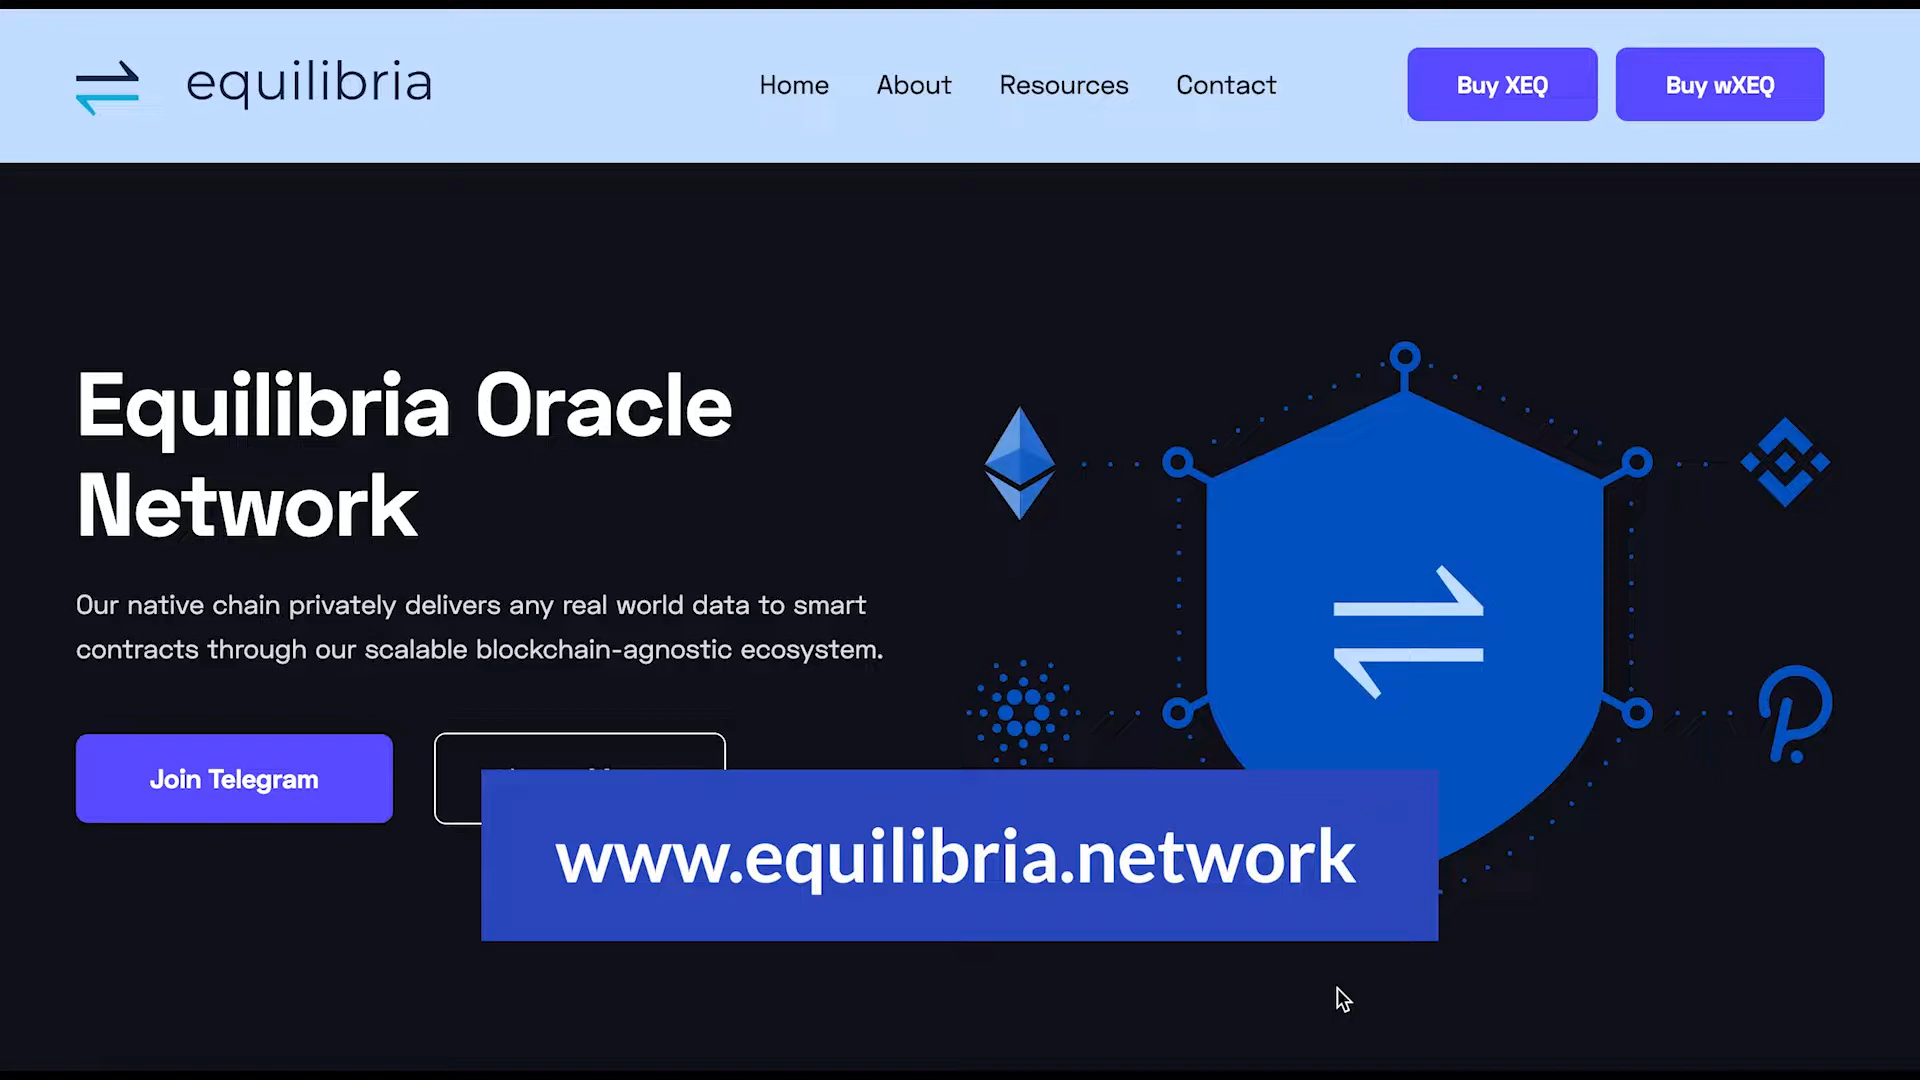 equilibria
Home
About
Resources
Contact
Buy XEQ
Buy wXEQ
Equilibria Oracle
Network
Our native chain privately delivers any real world data to smart
contracts through our scalable blockchain-agnostic ecosystem.
Join Telegram
www.equilibria.network